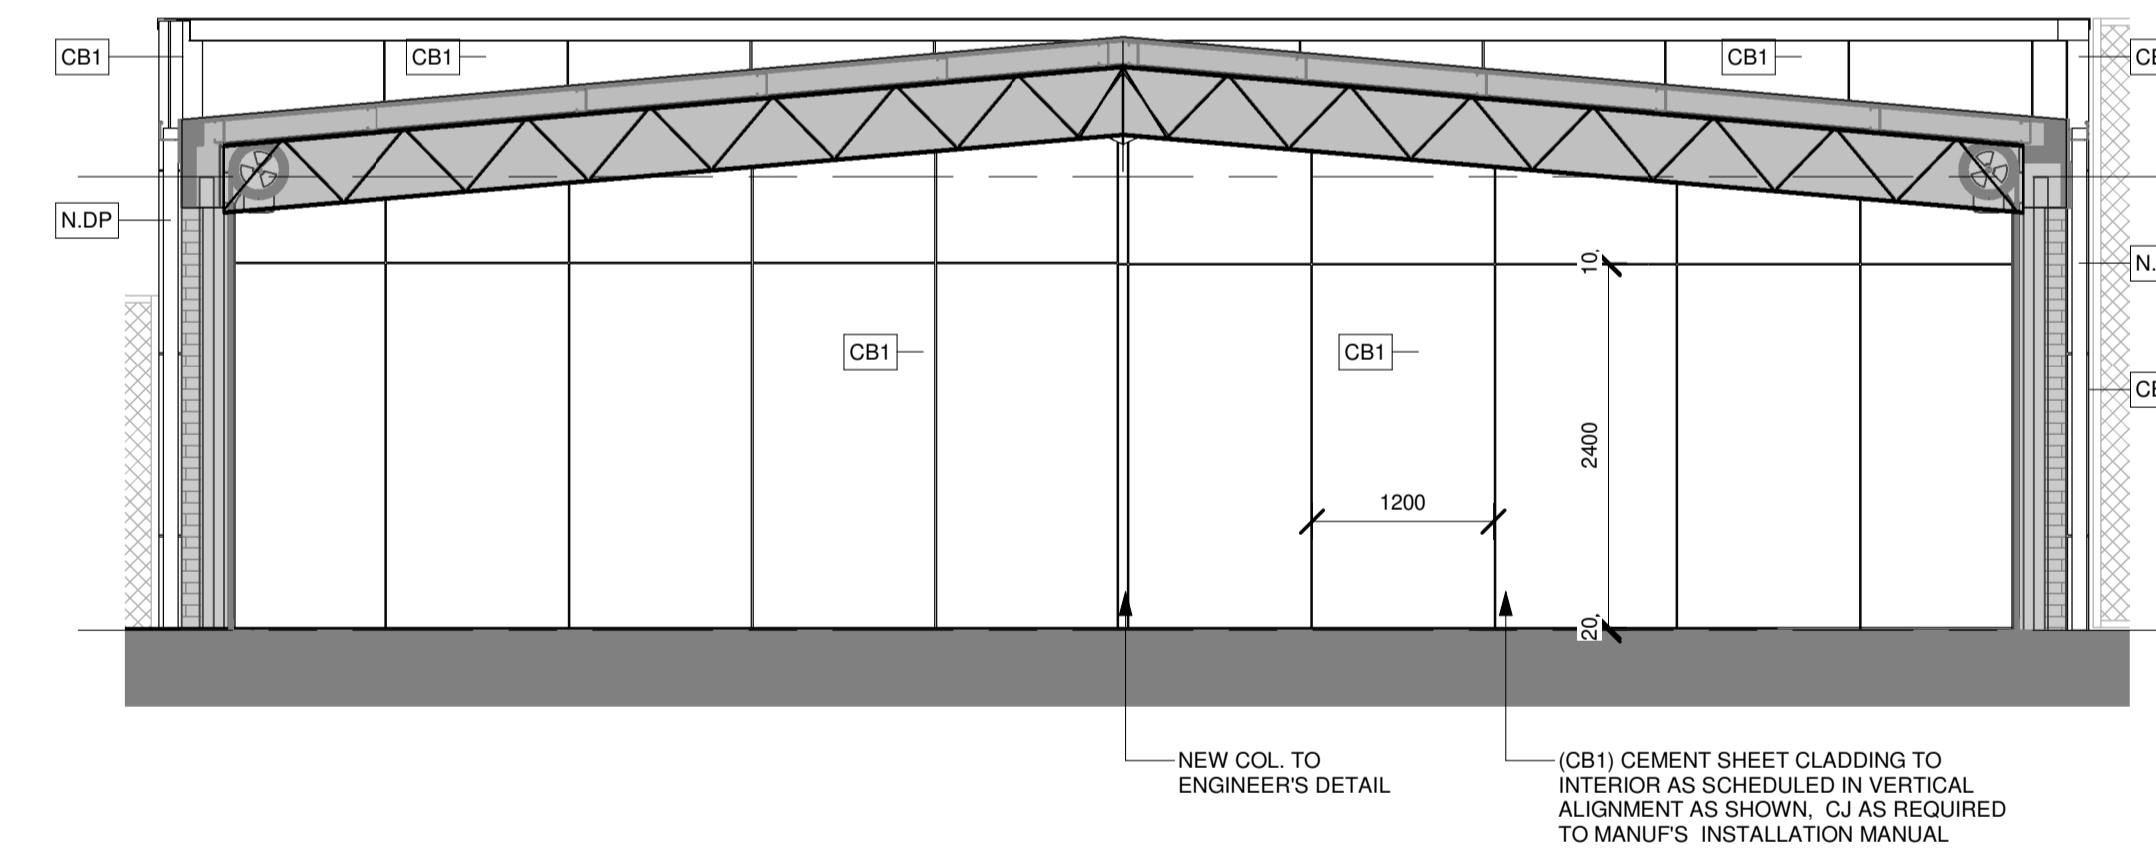 CB1
CB1
CB1
N.DP
10
CB1
CB1
2400
1200
20
NEW COL. TO
ENGINEER'S DETAIL
(CB1) CEMENT SHEET CLADDING TO
INTERIOR AS SCHEDULED IN VERTICAL
ALIGNMENT AS SHOWN, CJ AS REQUIRED
TO MANUF'S INSTALLATION MANUAL